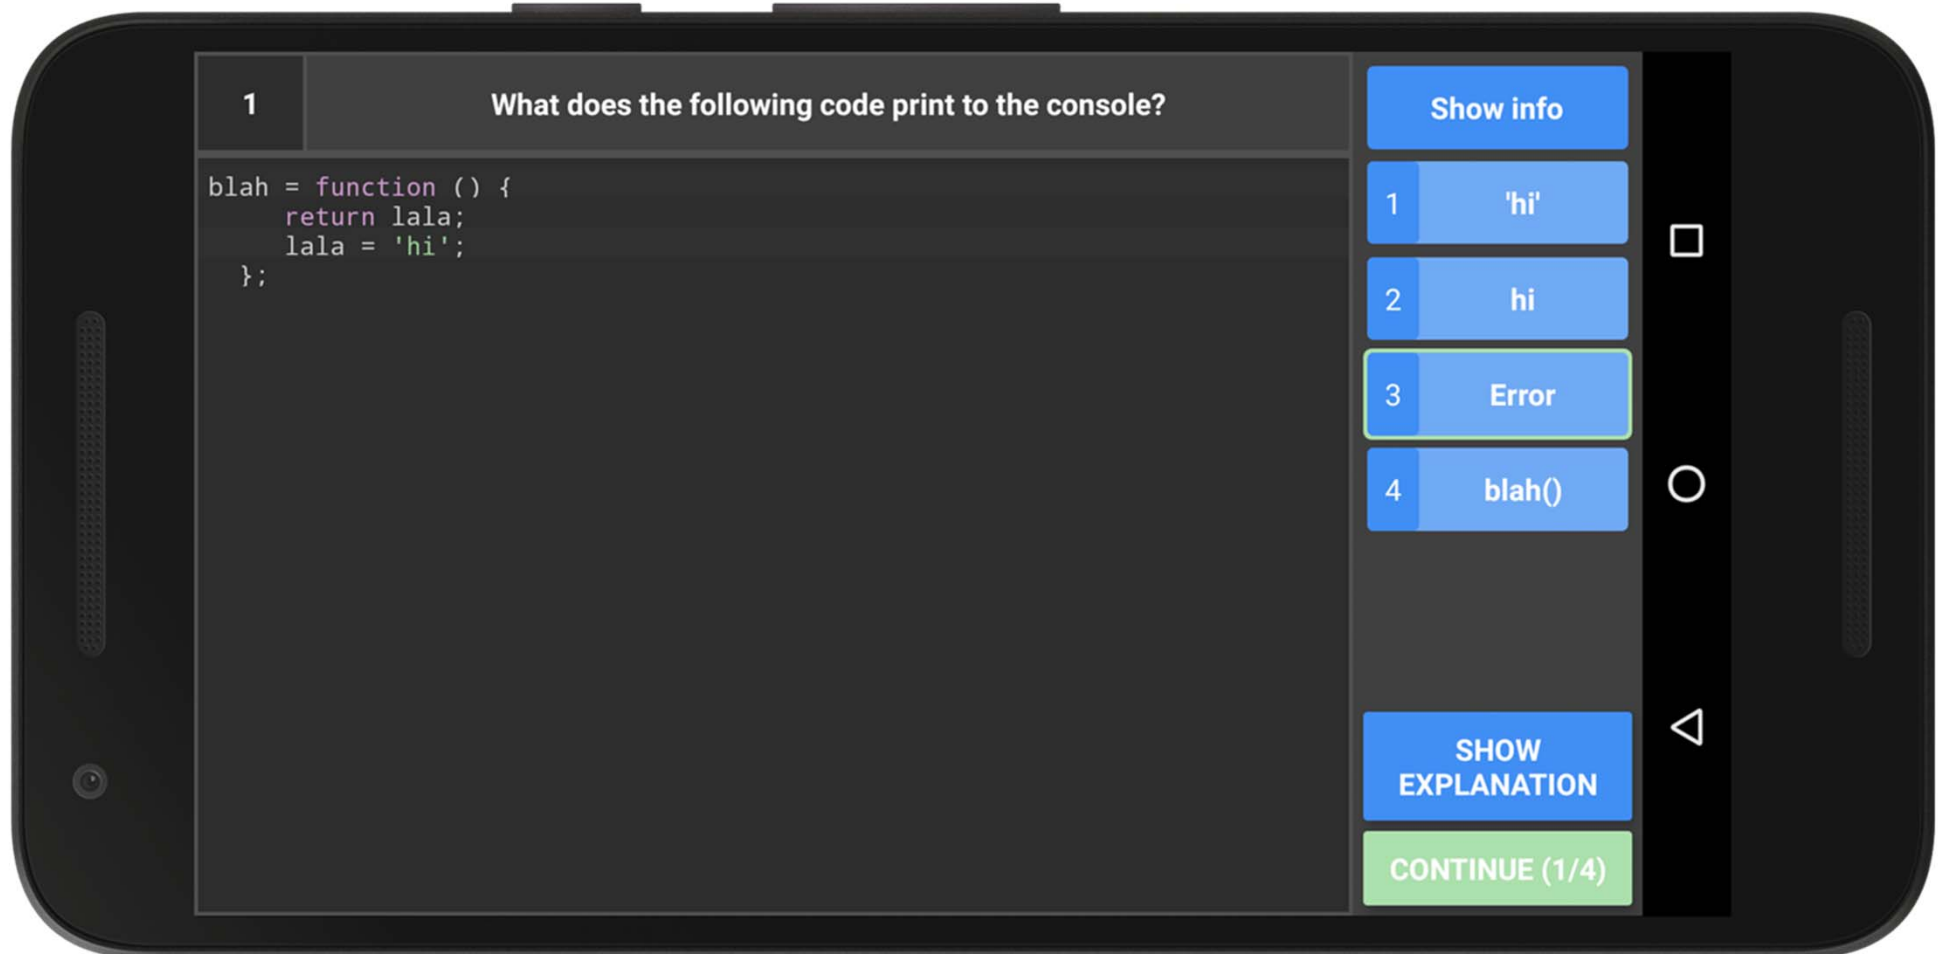 1
What does the following code print to the console?
blah = function () {
     return lala;
     lala = 'hi';
  };
Show info
1 'hi'
2 hi
3 Error
4 blah()
SHOW
EXPLANATION
CONTINUE (1/4)